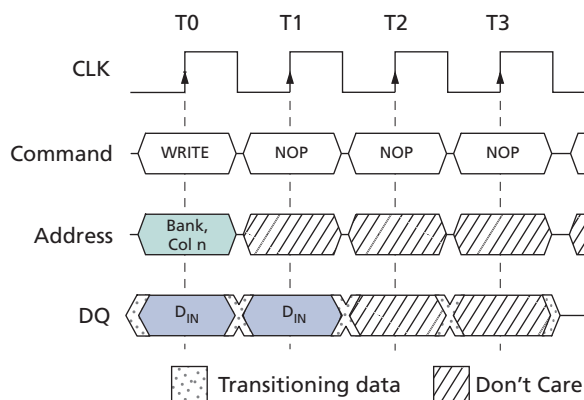 T0 T1 T2 T3
CLK
Command WRITE NOP NOP NOP
Address Bank,
Col n
DQ DIN DIN
Transitioning data Don't Care